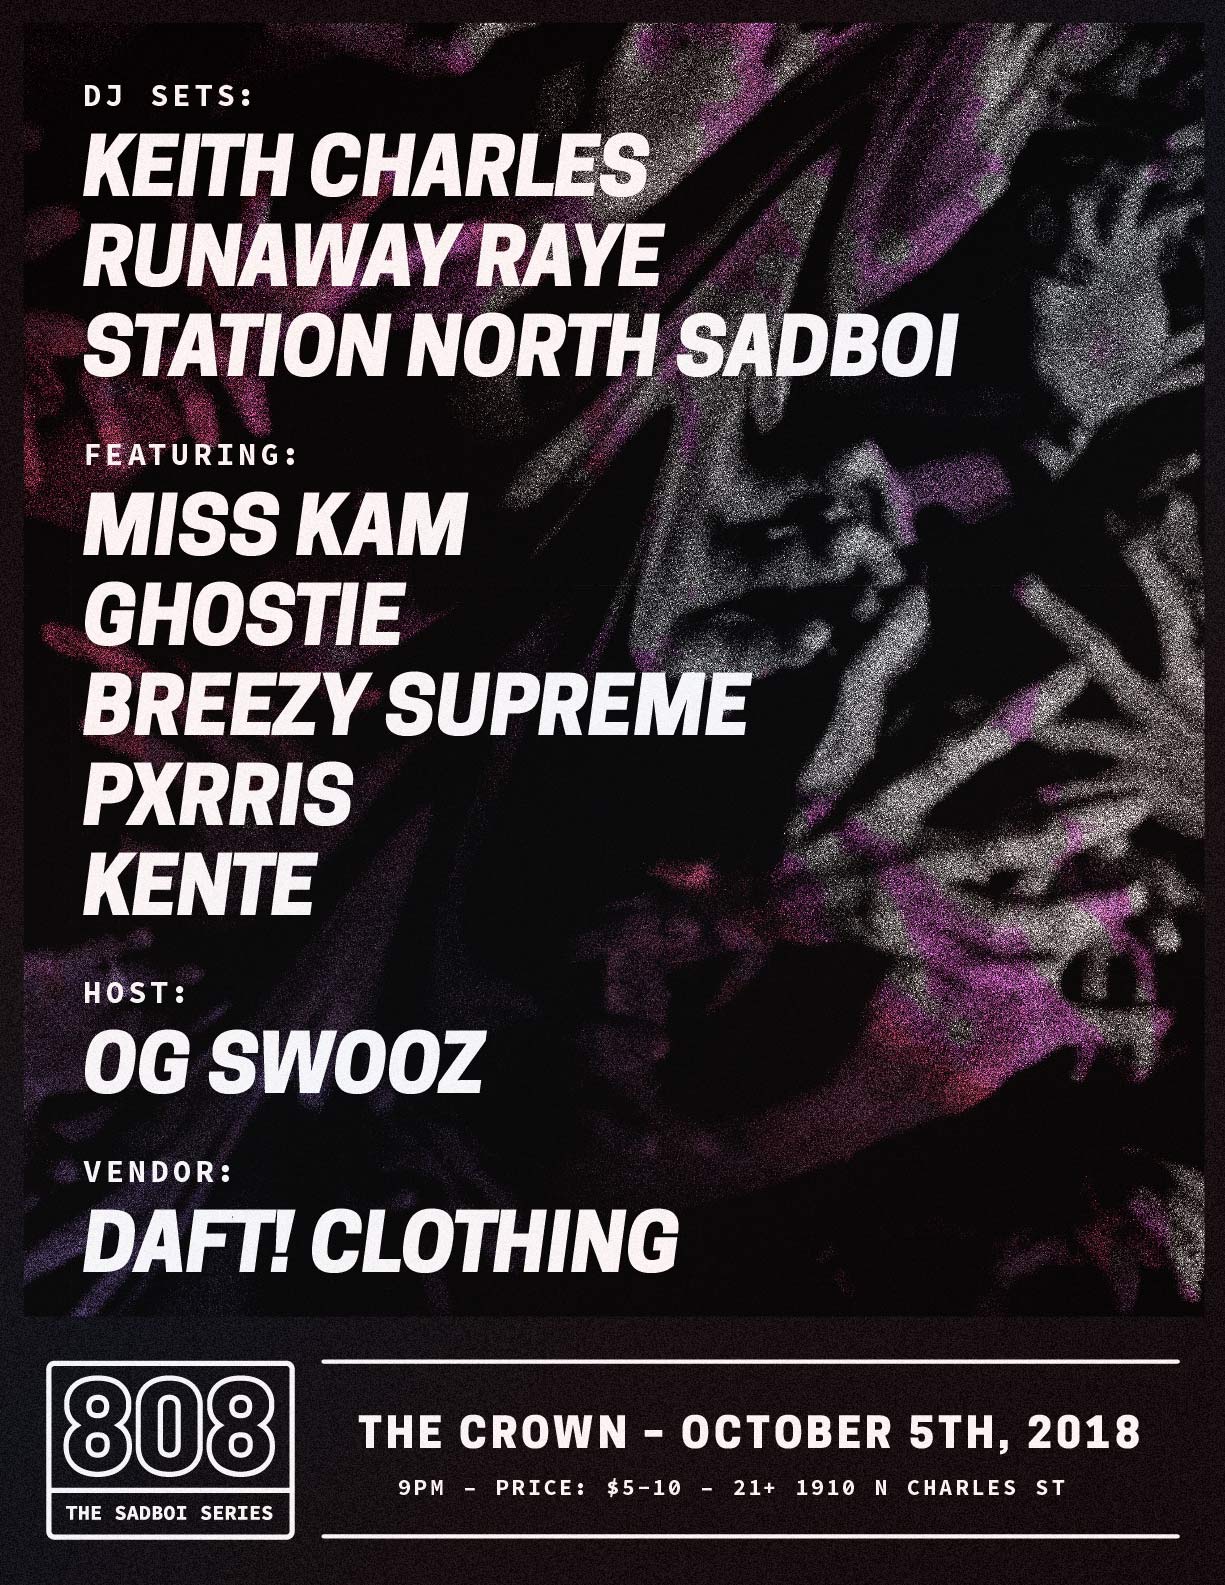 DJ SETS:
KEITH CHARLES
RUNAWAY RAYE
STATION NORTH SADBOI
FEATURING:
MISS KAM
GHOSTIE
BREEZY SUPREME
PXRRIS
KENTE
HOST:
OG SWOOZ
VENDOR:
DAFT! CLOTHING
808
THE SADBOI SERIES
THE CROWN – OCTOBER 5TH, 2018
9PM – PRICE: $5-10 – 21+ 1910 N CHARLES ST